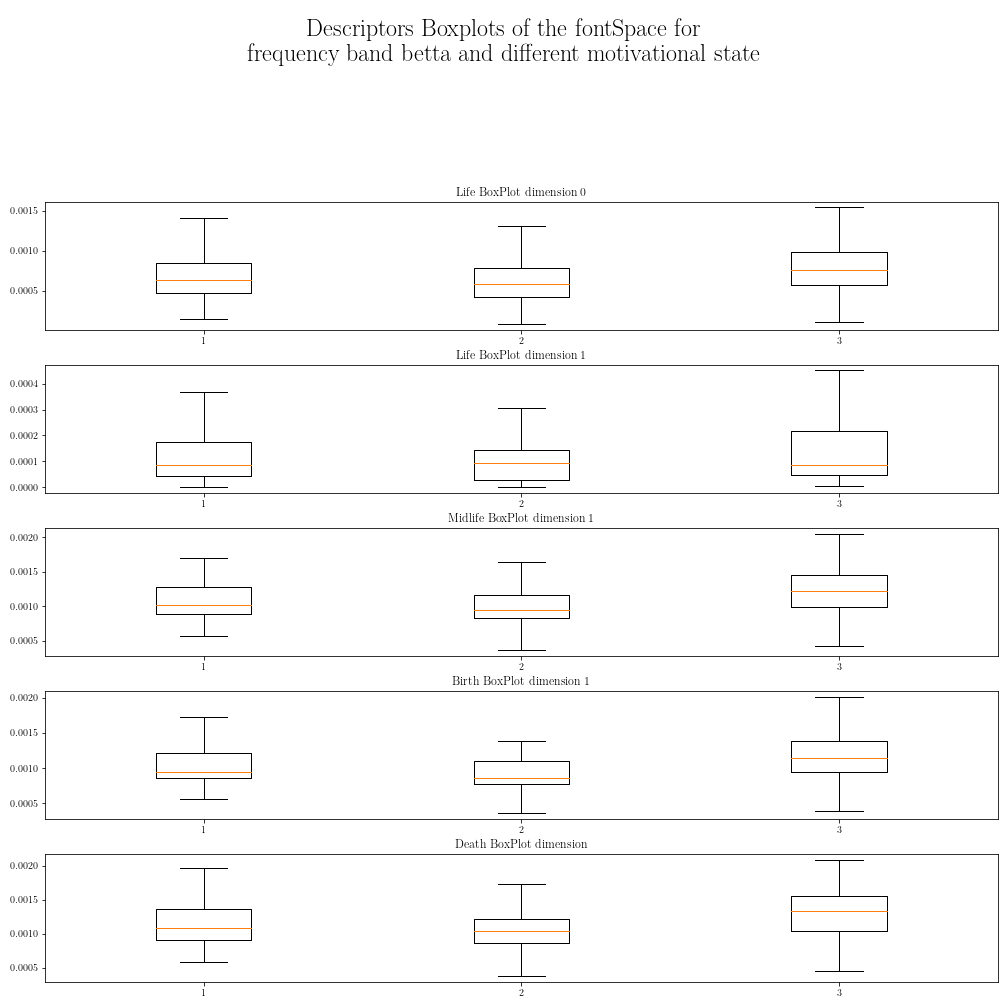 Descriptors Boxplots of the fontSpace for
frequency band betta and different motivational state
Life BoxPlot dimension 0
0.0015
0.0010
0.0005
1 2 3
Life BoxPlot dimension 1
0.0004
0.0003
0.0002
0.0001
0.0000
1 2 3
Midlife BoxPlot dimension 1
0.0020
0.0015
0.0010
0.0005
1 2 3
Birth BoxPlot dimension 1
0.0020
0.0015
0.0010
0.0005
1 2 3
Death BoxPlot dimension
0.0020
0.0015
0.0010
0.0005
1 2 3